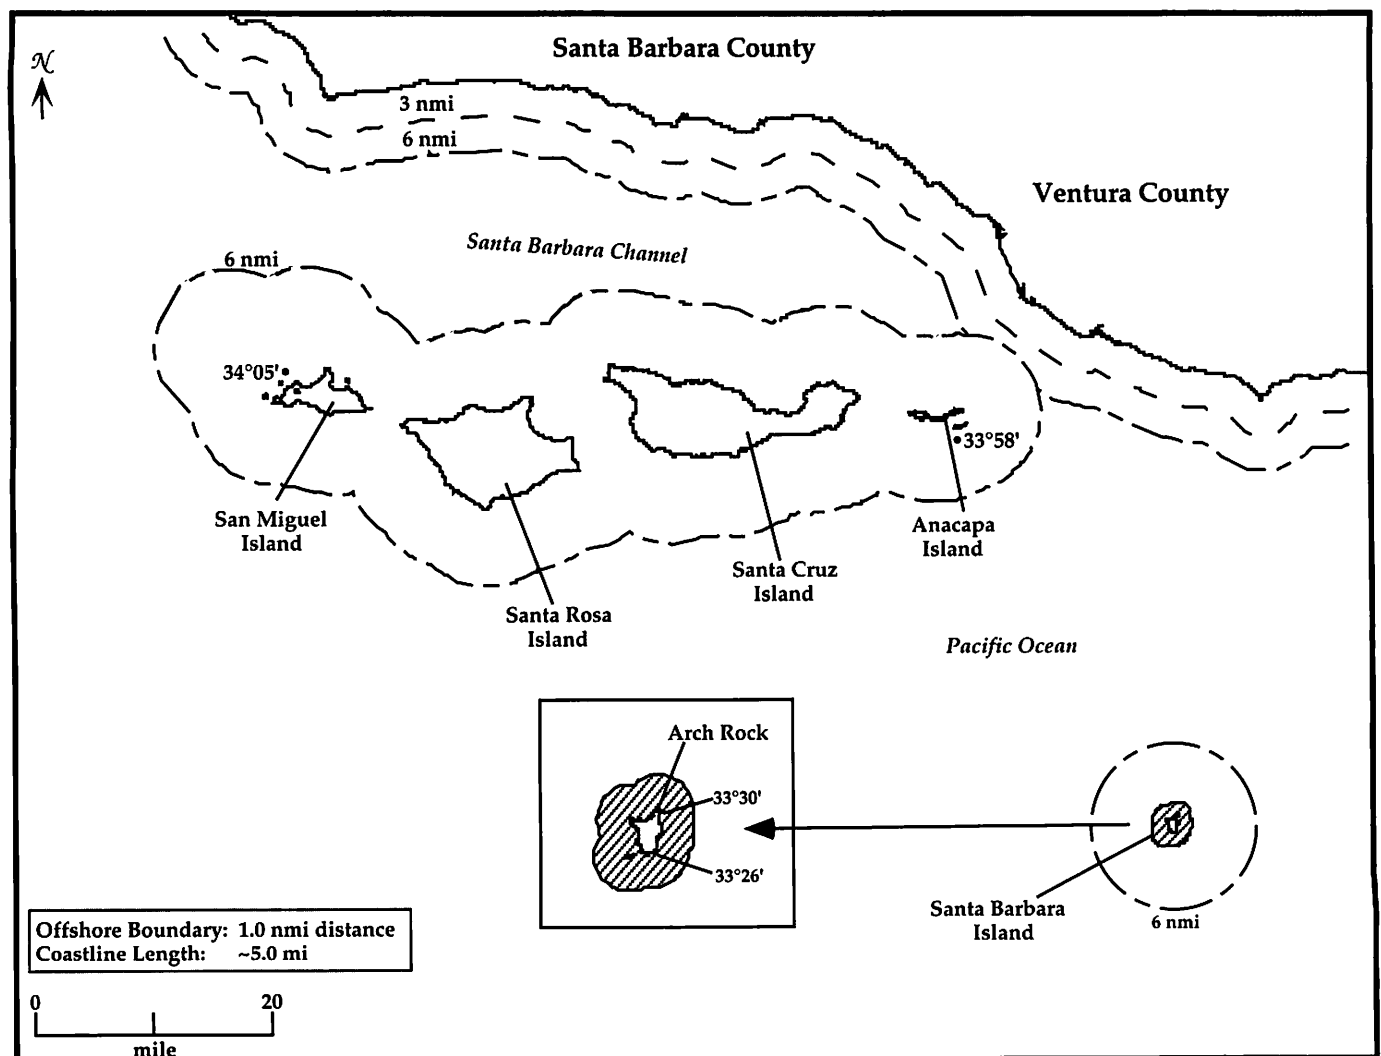 Santa Barbara County
N
3 nmi
6 nmi
Ventura County
Santa Barbara Channel
6 nmi
34°05'
33°58'
San Miguel
Island
Anacapa
Island
Santa Cruz
Island
Santa Rosa
Island
Pacific Ocean
Arch Rock
33°30'
33°26'
Santa Barbara
Island
6 nmi
Offshore Boundary: 1.0 nmi distance
Coastline Length: ~5.0 mi
0 20
mile